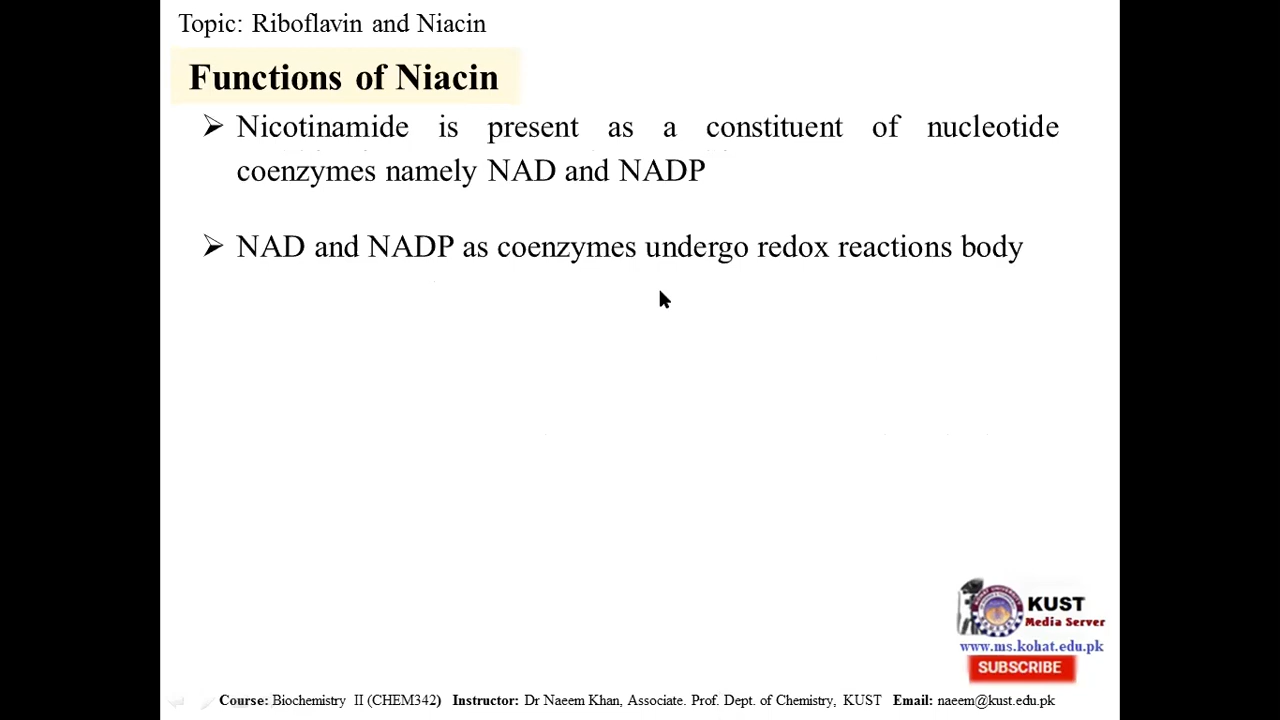 Topic: Riboflavin and Niacin
Functions of Niacin
➢ Nicotinamide is present as a constituent of nucleotide
coenzymes namely NAD and NADP
➢ NAD and NADP as coenzymes undergo redox reactions body
KUST
Media Server
www.ms.kohat.edu.pk
SUBSCRIBE
Course: Biochemistry II (CHEM342) Instructor: Dr Naeem Khan, Associate. Prof. Dept. of Chemistry, KUST Email: naeem@kust.edu.pk